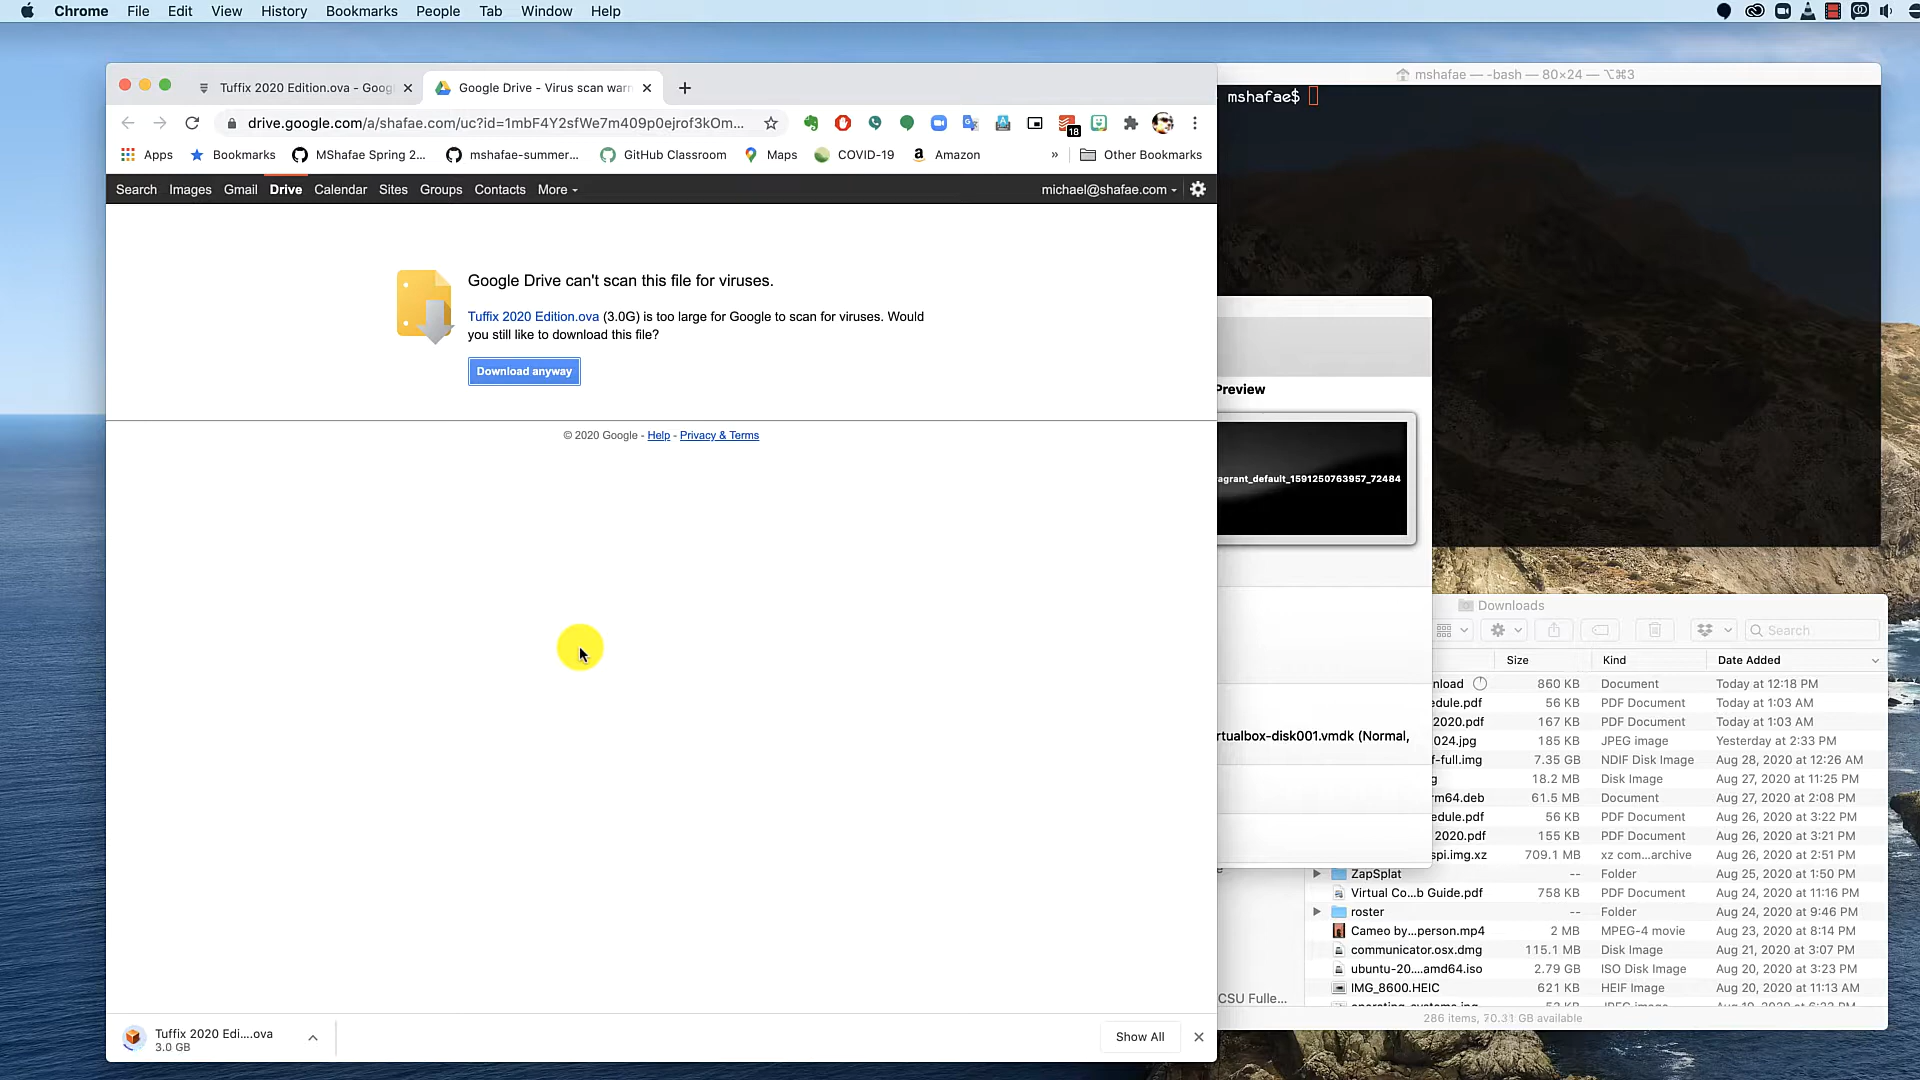 Chrome File Edit View History Bookmarks People Tab Window Help
Tuffix 2020 Edition.ova - Goog
Google Drive - Virus scan warn
drive.google.com/a/shafae.com/uc?id=1mbF4Y2sfWe7m409p0ejrof3kOm...
18
Apps Bookmarks MShafae Spring 2... mshafae-summer... GitHub Classroom Maps COVID-19 Amazon » Other Bookmarks
Search Images Gmail Drive Calendar Sites Groups Contacts More
michael@shafae.com
Google Drive can't scan this file for viruses.
Tuffix 2020 Edition.ova (3.0G) is too large for Google to scan for viruses. Would
you still like to download this file?
Download anyway
© 2020 Google - Help - Privacy & Terms
Tuffix 2020 Edi....ova
3.0 GB
Show All
mshafae — -bash — 80×24 — ⌥⌘3
mshafae$
Preview
agrant_default_1591250763957_72484
rtualbox-disk001.vmdk (Normal,
CSU Fulle...
Downloads
Search
Size Kind Date Added
nload 860 KB Document Today at 12:18 PM
edule.pdf 56 KB PDF Document Today at 1:03 AM
2020.pdf 167 KB PDF Document Today at 1:03 AM
024.jpg 185 KB JPEG image Yesterday at 2:33 PM
f-full.img 7.35 GB NDIF Disk Image Aug 28, 2020 at 12:26 AM
g 18.2 MB Disk Image Aug 27, 2020 at 11:25 PM
rm64.deb 61.5 MB Document Aug 27, 2020 at 2:08 PM
edule.pdf 56 KB PDF Document Aug 26, 2020 at 3:22 PM
2020.pdf 155 KB PDF Document Aug 26, 2020 at 3:21 PM
spi.img.xz 709.1 MB xz com...archive Aug 26, 2020 at 2:51 PM
ZapSplat -- Folder Aug 25, 2020 at 1:50 PM
Virtual Co...b Guide.pdf 758 KB PDF Document Aug 24, 2020 at 11:16 PM
roster -- Folder Aug 24, 2020 at 9:46 PM
Cameo by...person.mp4 2 MB MPEG-4 movie Aug 23, 2020 at 8:14 PM
communicator.osx.dmg 115.1 MB Disk Image Aug 21, 2020 at 3:07 PM
ubuntu-20....amd64.iso 2.79 GB ISO Disk Image Aug 20, 2020 at 3:23 PM
IMG_8600.HEIC 621 KB HEIF Image Aug 20, 2020 at 11:13 AM
286 items, 70.31 GB available